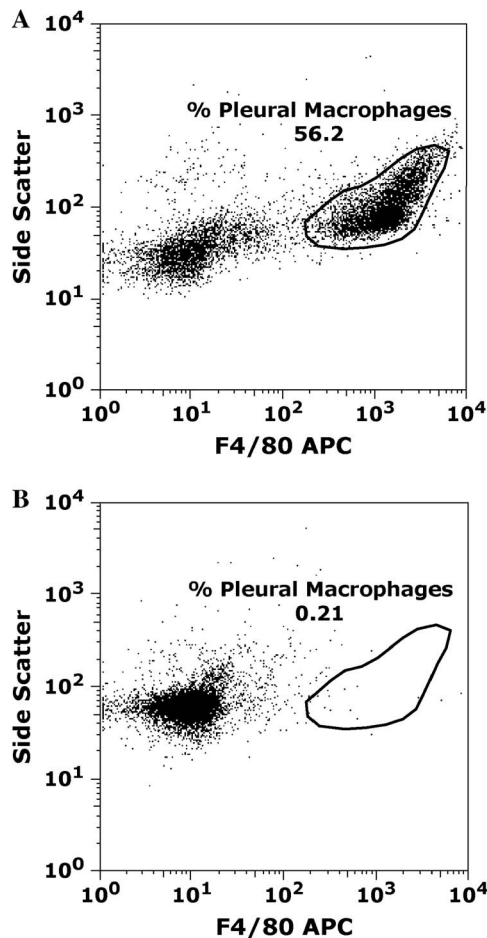 A
10⁴
10³
% Pleural Macrophages
56.2
Side Scatter
10²
10¹
10⁰
10⁰ 10¹ 10² 10³ 10⁴
F4/80 APC
B
10⁴
10³
% Pleural Macrophages
0.21
Side Scatter
10²
10¹
10⁰
10⁰ 10¹ 10² 10³ 10⁴
F4/80 APC